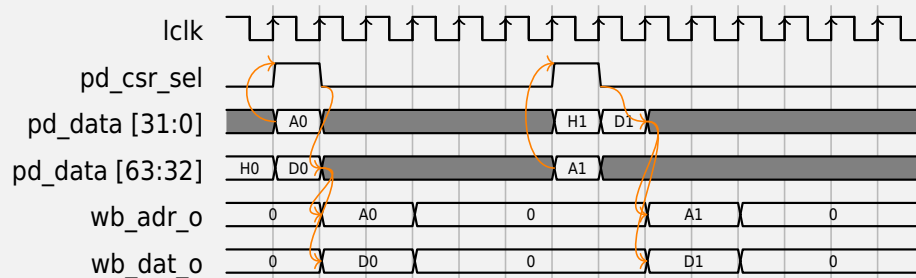 lclk
pd_csr_sel
pd_data [31:0] A0 H1 D1
pd_data [63:32] H0 D0 A1
wb_adr_o 0 A0 0 A1 0
wb_dat_o 0 D0 0 D1 0